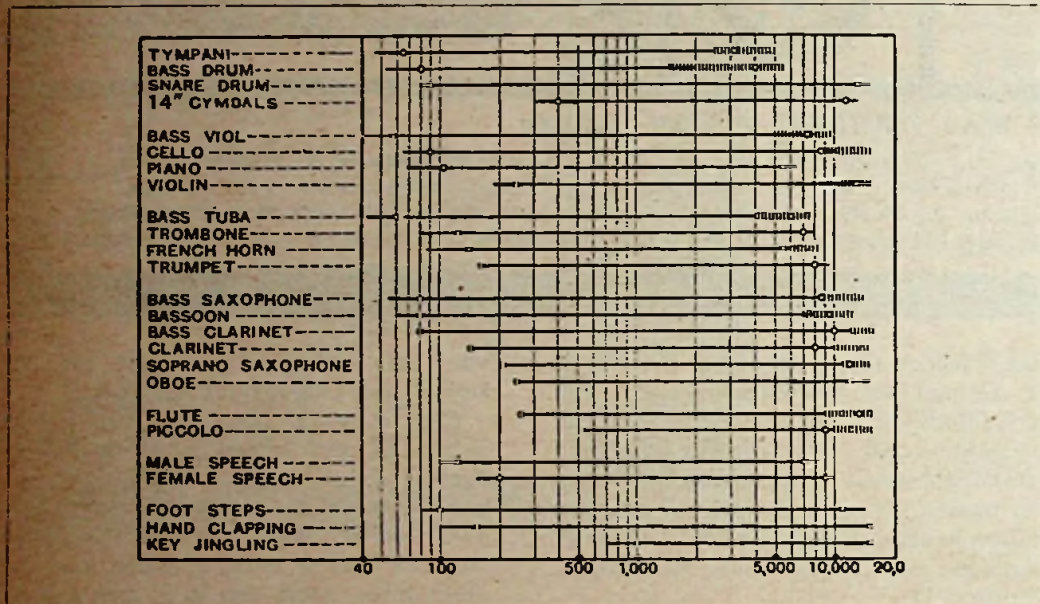 TYMPANI
BASS DRUM
SNARE DRUM
14" CYMBALS
BASS VIOL
CELLO
PIANO
VIOLIN
BASS TUBA
TROMBONE
FRENCH HORN
TRUMPET
BASS SAXOPHONE
BASSOON
BASS CLARINET
CLARINET
SOPRANO SAXOPHONE
OBOE
FLUTE
PICCOLO
MALE SPEECH
FEMALE SPEECH
FOOT STEPS
HAND CLAPPING
KEY JINGLING
40 100 500 1,000 5,000 10,000 20,0